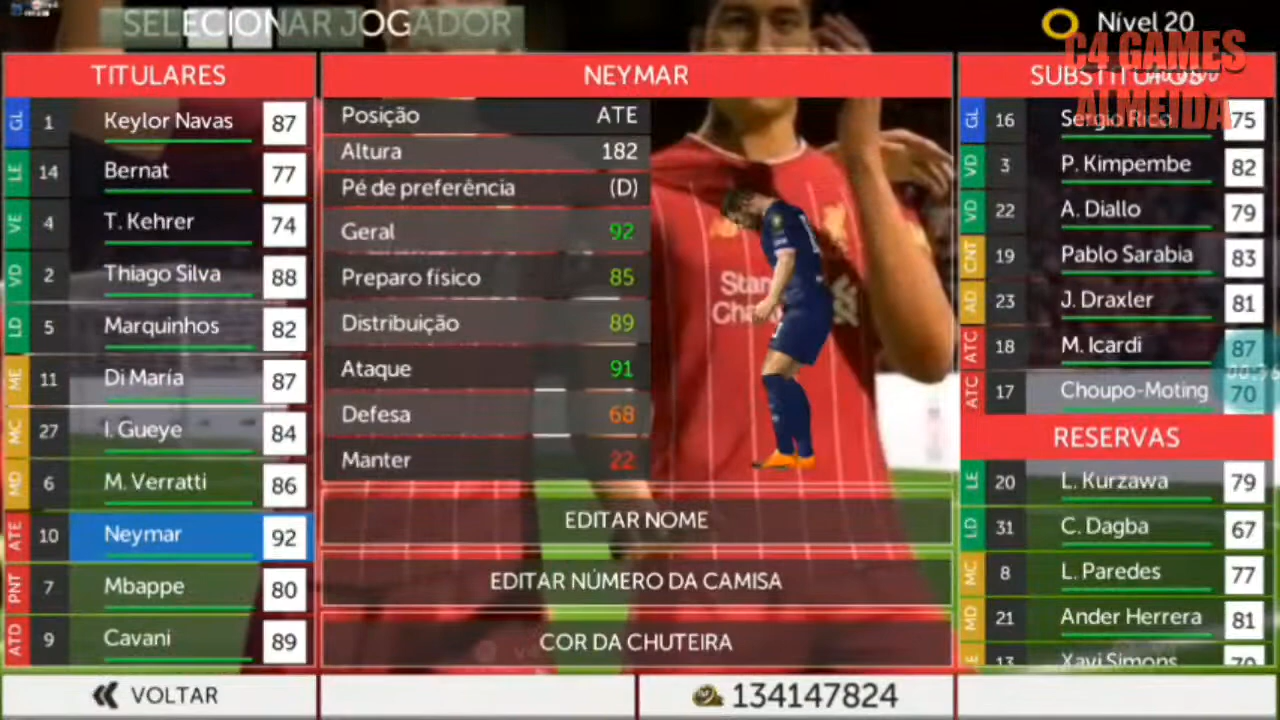 SELECIONAR JOGADOR
Nível 20
C4 GAMES
ALMEIDA
TITULARES
GL 1 Keylor Navas 87
LE 14 Bernat 77
VE 4 T. Kehrer 74
VD 2 Thiago Silva 88
LD 5 Marquinhos 82
ME 11 Di María 87
MC 27 I. Gueye 84
MD 6 M. Verratti 86
ATE 10 Neymar 92
PNT 7 Mbappe 80
ATD 9 Cavani 89
NEYMAR
Posição ATE
Altura 182
Pé de preferência (D)
Geral 92
Preparo físico 85
Distribuição 89
Ataque 91
Defesa 68
Manter 22
EDITAR NOME
EDITAR NÚMERO DA CAMISA
COR DA CHUTEIRA
GL 16 Sergio Rico 75
VD 3 P. Kimpembe 82
VD 22 A. Diallo 79
CNT 19 Pablo Sarabia 83
AD 23 J. Draxler 81
ATC 18 M. Icardi 87
ATC 17 Choupo-Moting 70
RESERVAS
LE 20 L. Kurzawa 79
LD 31 C. Dagba 67
MC 8 L. Paredes 77
MD 21 Ander Herrera 81
13 Xavi Simons 70
VOLTAR
134147824